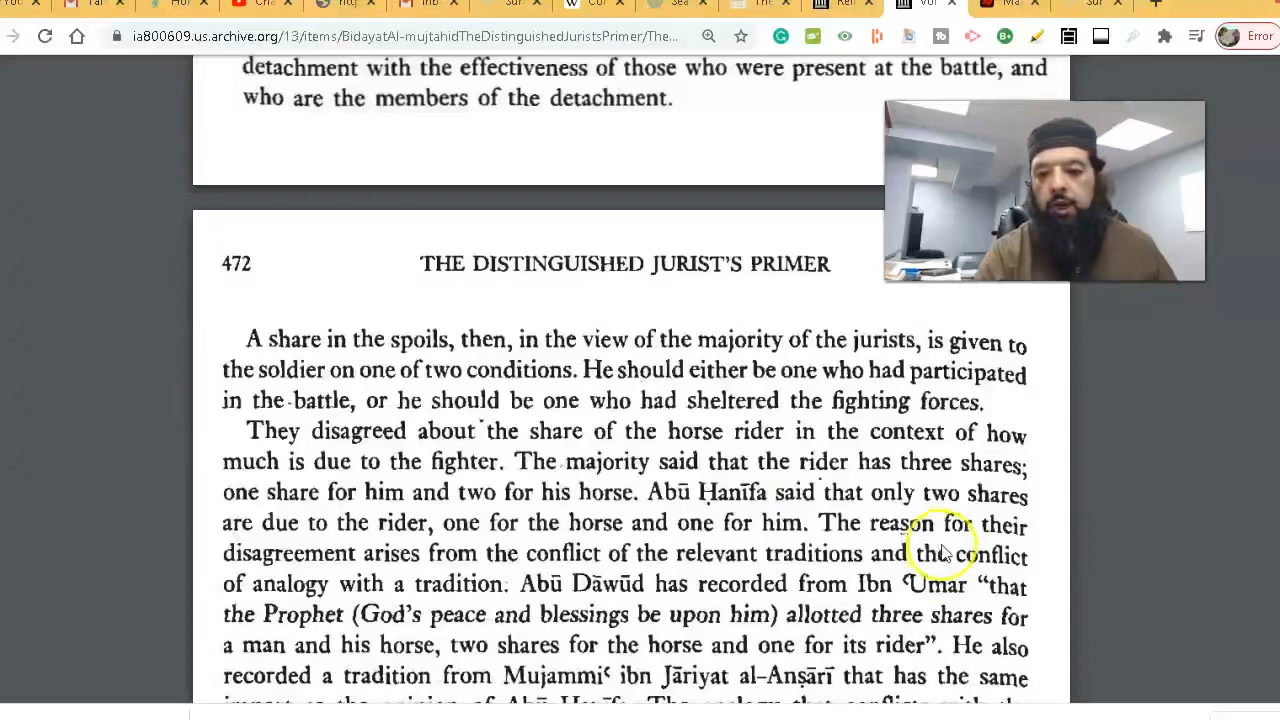 ia800609.us.archive.org/13/items/BidayatAl-mujtahidTheDistinguishedJuristsPrimer/The...
Error
detachment with the effectiveness of those who were present at the battle, and
who are the members of the detachment.
472 THE DISTINGUISHED JURIST'S PRIMER
A share in the spoils, then, in the view of the majority of the jurists, is given to
the soldier on one of two conditions. He should either be one who had participated
in the battle, or he should be one who had sheltered the fighting forces.
They disagreed about the share of the horse rider in the context of how
much is due to the fighter. The majority said that the rider has three shares;
one share for him and two for his horse. Abū Ḥanīfa said that only two shares
are due to the rider, one for the horse and one for him. The reason for their
disagreement arises from the conflict of the relevant traditions and the conflict
of analogy with a tradition. Abū Dāwūd has recorded from Ibn ʿUmar "that
the Prophet (God's peace and blessings be upon him) allotted three shares for
a man and his horse, two shares for the horse and one for its rider". He also
recorded a tradition from Mujammiʿ ibn Jāriyat al-Anṣārī that has the same